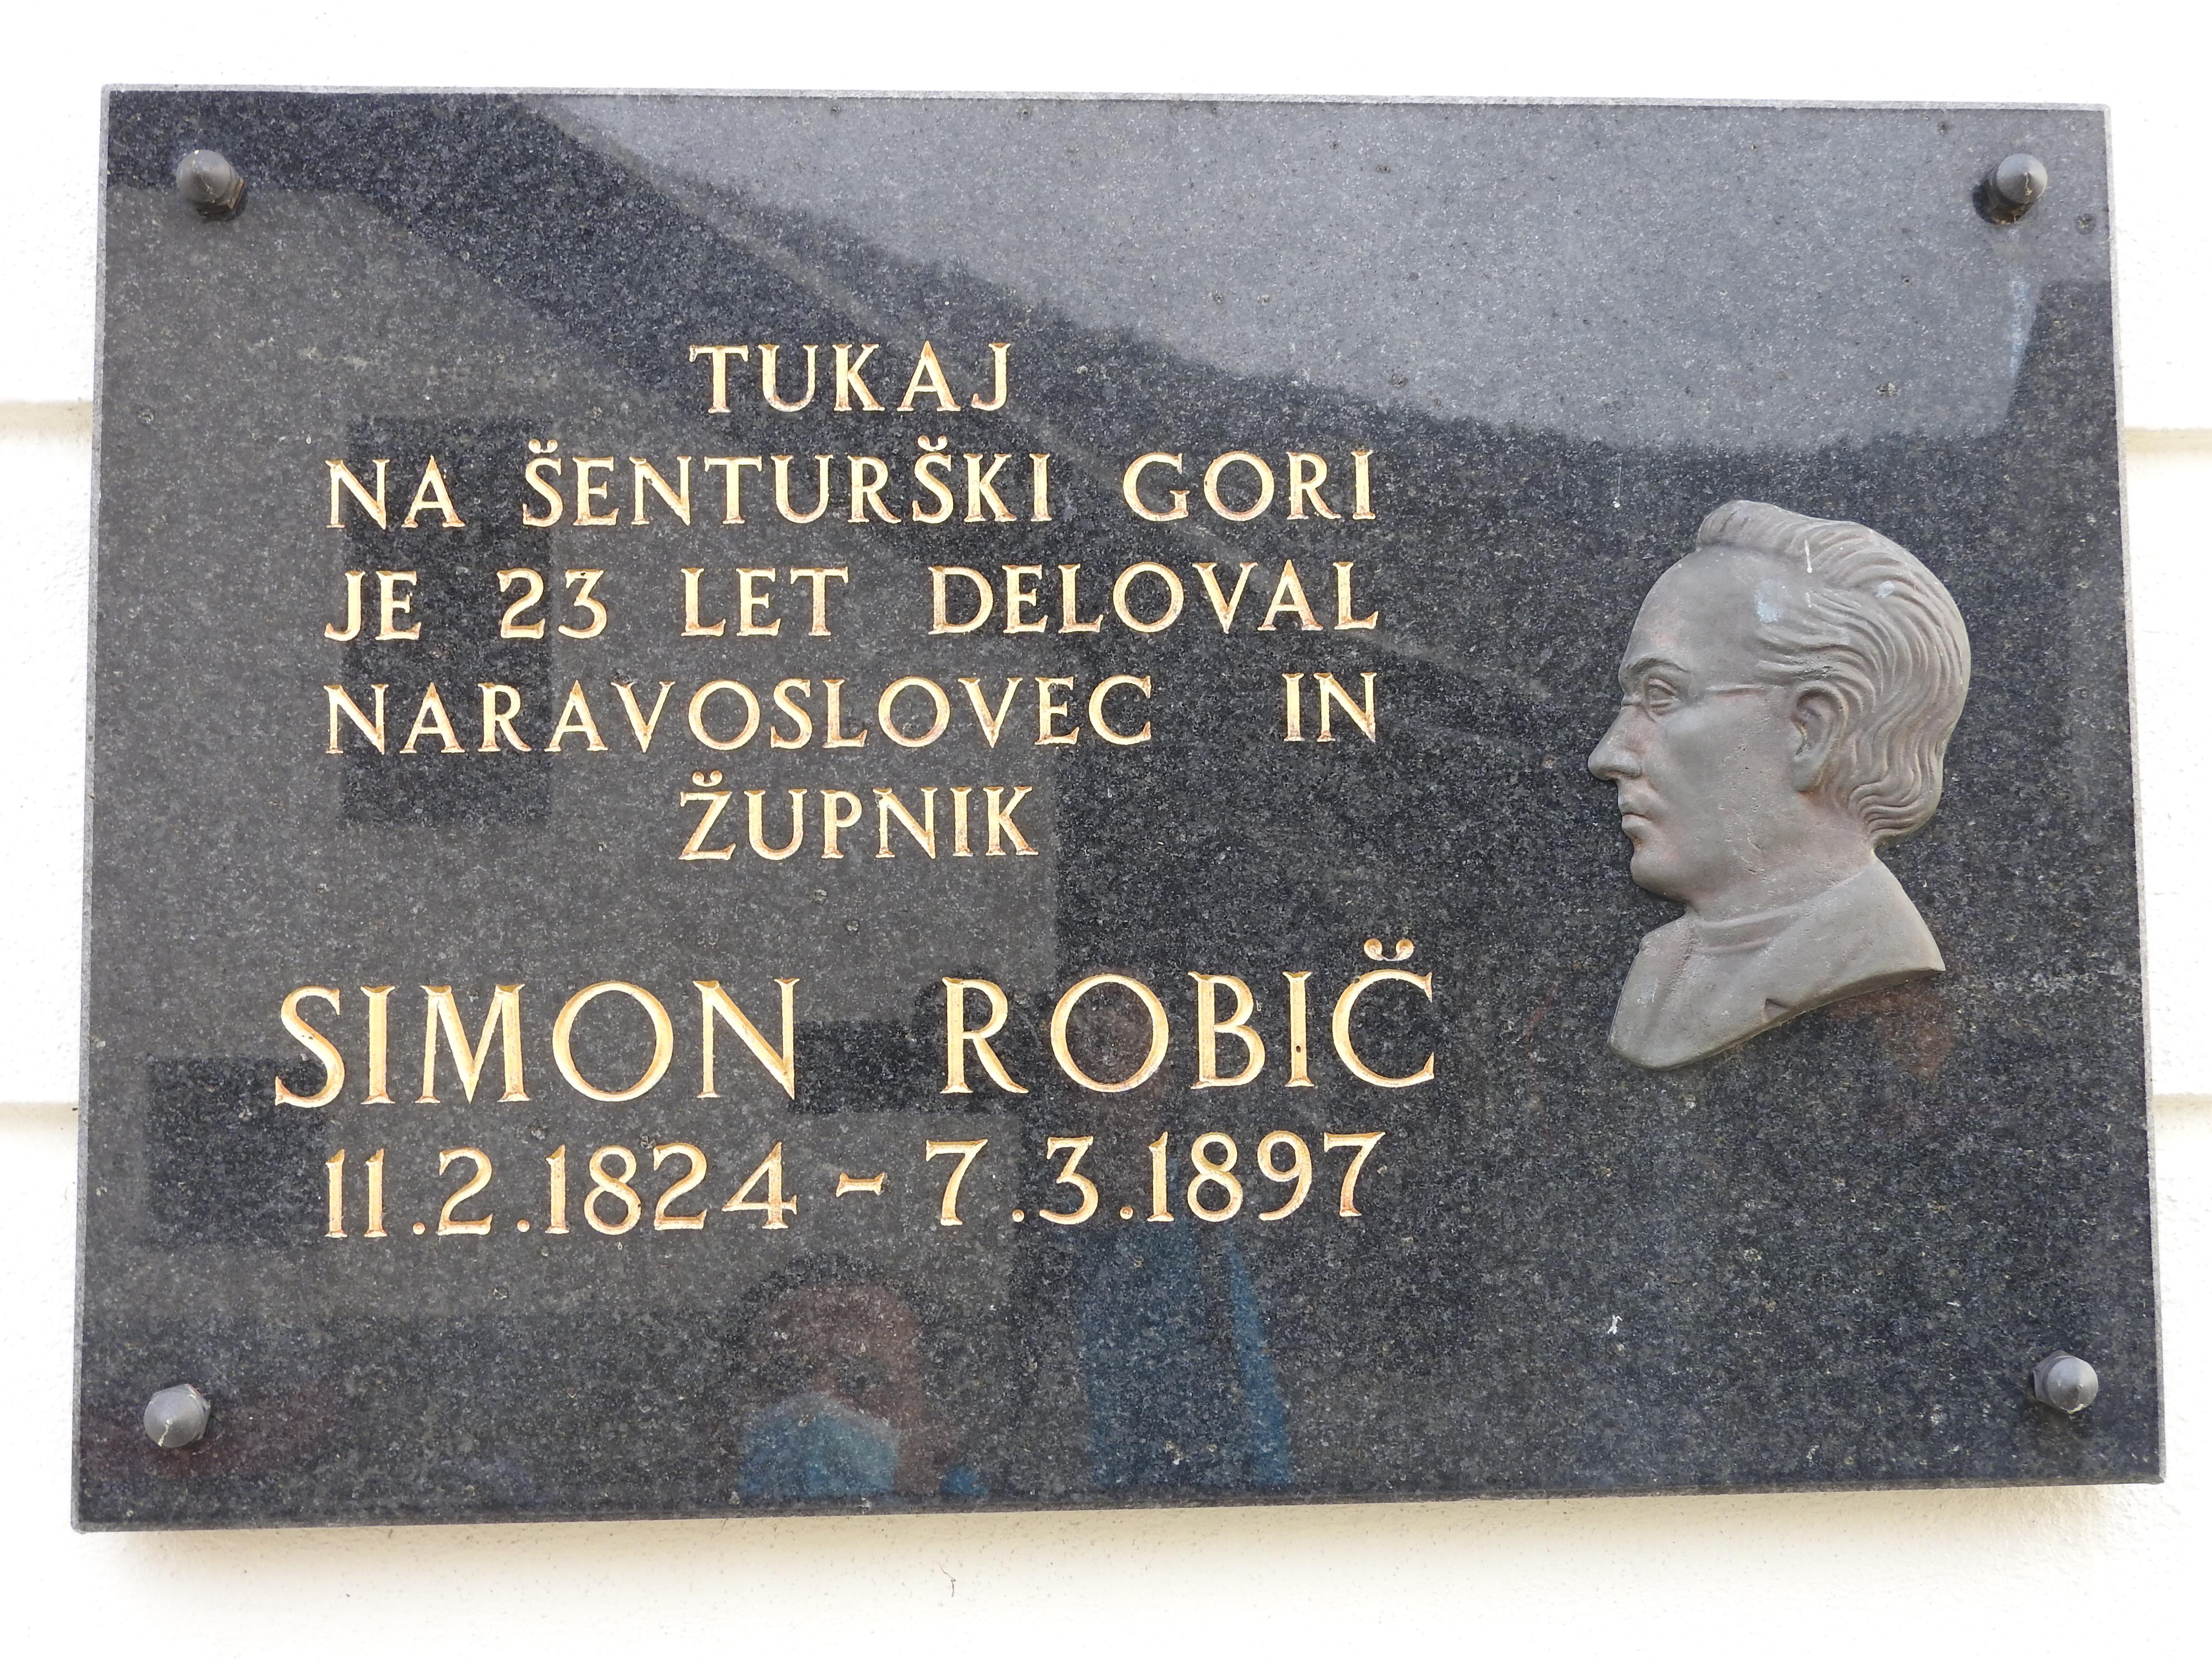 TUKAJ
NA ŠENTURŠKI GORI
JE 23 LET DELOVAL
NARAVOSLOVEC IN
ŽUPNIK
SIMON ROBIČ
11.2.1824 - 7.3.1897